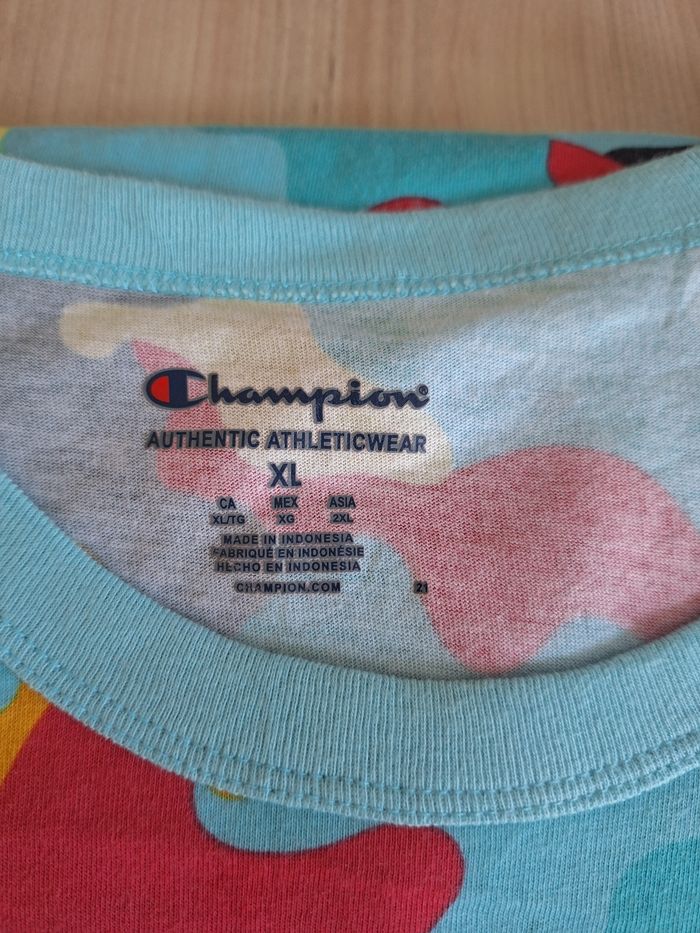 Champion®
AUTHENTIC ATHLETICWEAR
XL
CA MEX ASIA
XL/TG XG 2XL
MADE IN INDONESIA
FABRIQUÉ EN INDONÉSIE
HECHO EN INDONESIA
CHAMPION.COM 21